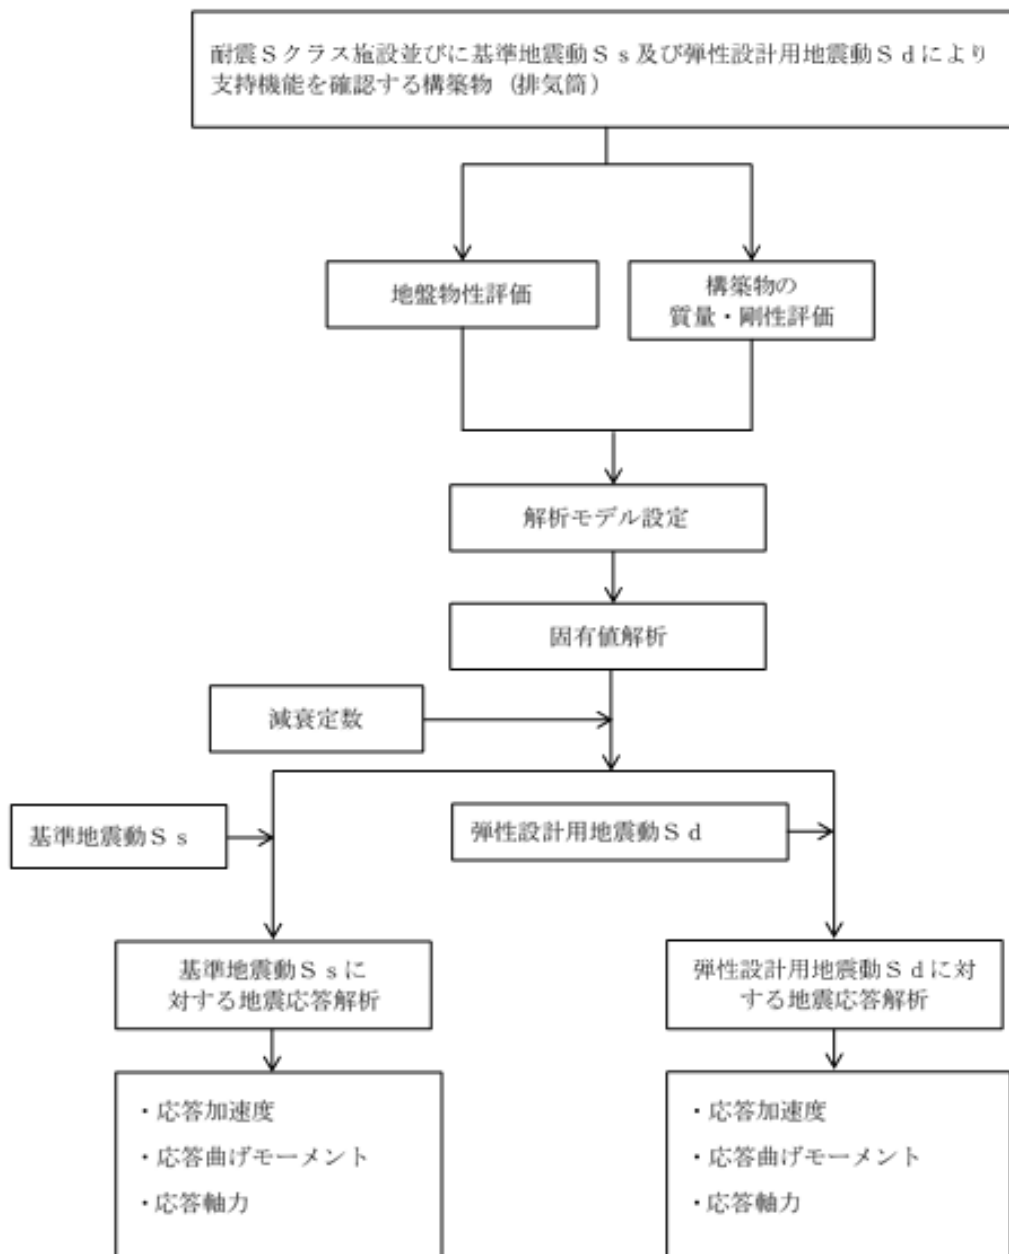 耐震Ｓクラス施設並びに基準地震動Ｓｓ及び弾性設計用地震動Ｓｄにより
支持機能を確認する構築物（排気筒）
地盤物性評価
構築物の
質量・剛性評価
解析モデル設定
固有値解析
減衰定数
基準地震動Ｓｓ
弾性設計用地震動Ｓｄ
基準地震動Ｓｓに
対する地震応答解析
弾性設計用地震動Ｓｄに対
する地震応答解析
・応答加速度
・応答曲げモーメント
・応答軸力
・応答加速度
・応答曲げモーメント
・応答軸力